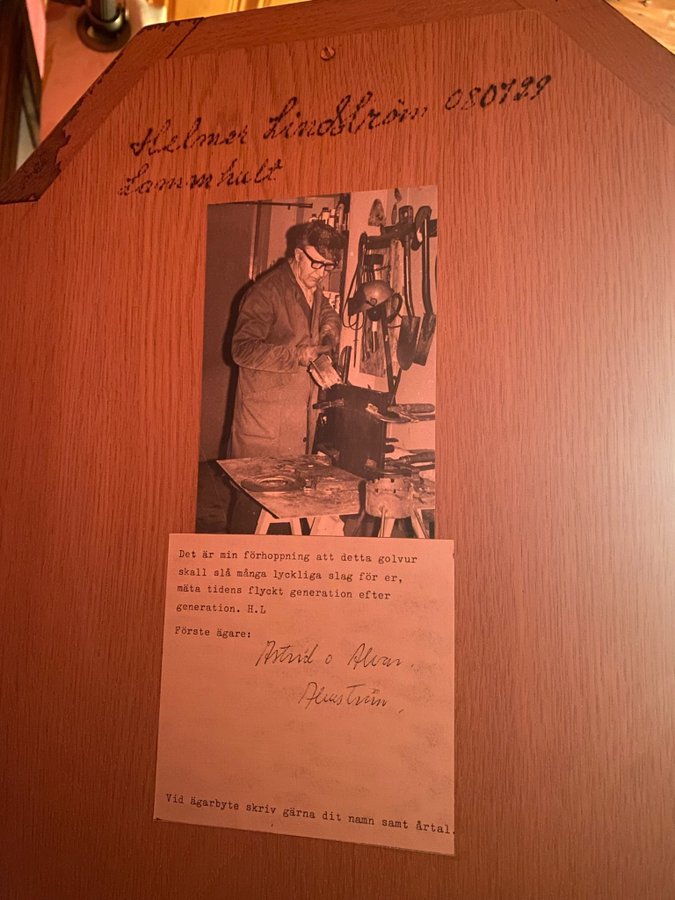 Helmer Lindström 080729
Lammhult
Det är min förhoppning att detta golvur
skall slå många lyckliga slag för er,
mäta tidens flyckt generation efter
generation. H.L
Förste ägare:
Astrid o Alvar
Vid ägarbyte skriv gärna dit namn samt årtal.